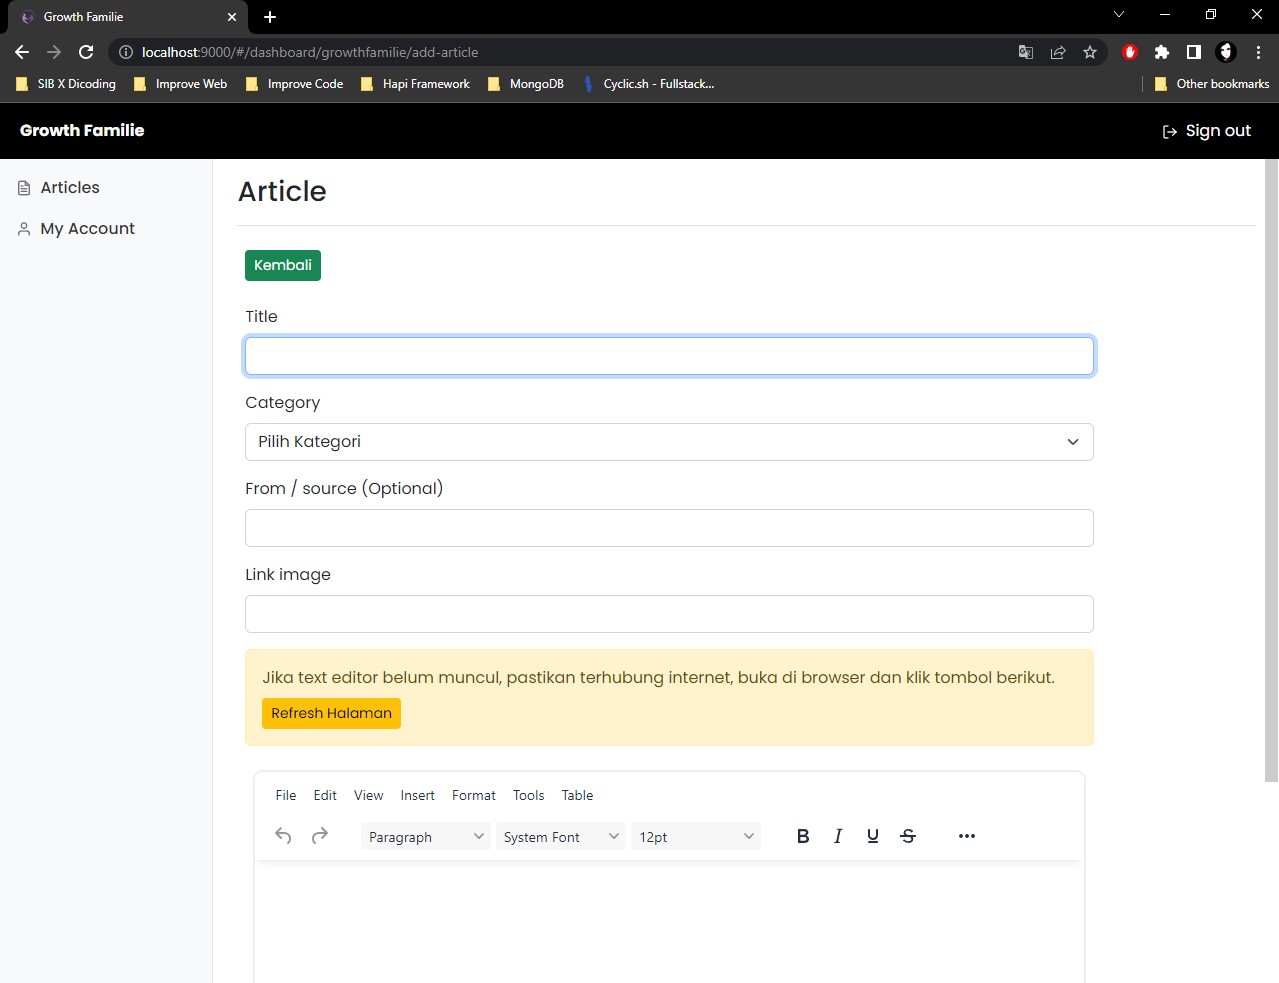 Growth Familie
localhost:9000/#/dashboard/growthfamilie/add-article
SIB X Dicoding Improve Web Improve Code Hapi Framework MongoDB Cyclic.sh - Fullstack... Other bookmarks
Growth Familie Sign out
Articles
My Account
Article
Kembali
Title
Category
Pilih Kategori
From / source (Optional)
Link image
Jika text editor belum muncul, pastikan terhubung internet, buka di browser dan klik tombol berikut.
Refresh Halaman
File Edit View Insert Format Tools Table
Paragraph System Font 12pt B I U S